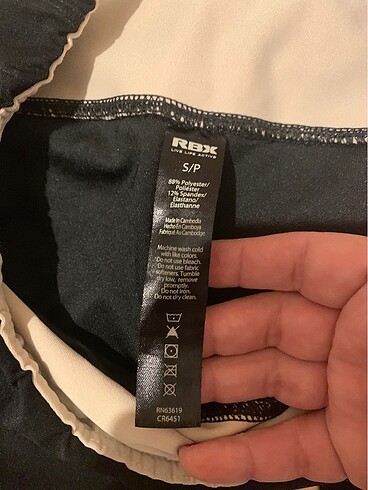 RBX
LIVE LIFE ACTIVE
S/P
88% Polyester/
Poliéster
12% Spandex/
Elastano/
Élasthanne
Made in Cambodia
Hecho En Camboya
Fabriqué Au Cambodge
Machine wash cold
with like colors.
Do not use bleach.
Do not use fabric
softeners. Tumble
dry low, remove
promptly.
Do not iron.
Do not dry clean.
RN63619
CR6451